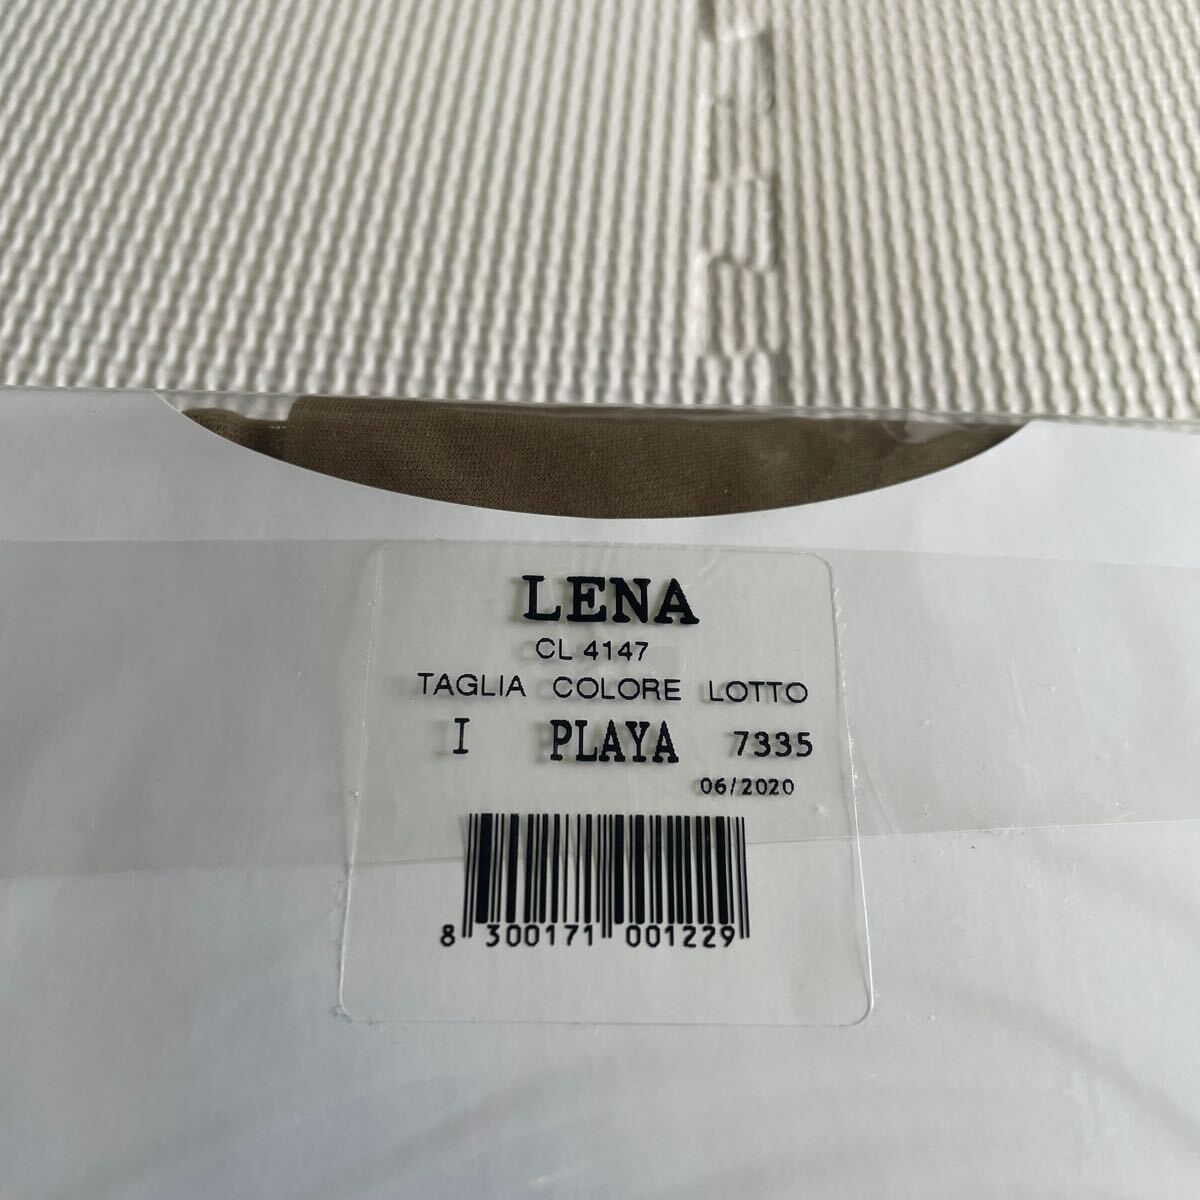 LENA
CL 4147
TAGLIA COLORE LOTTO
I PLAYA 7335
06/2020
8 300171 001229